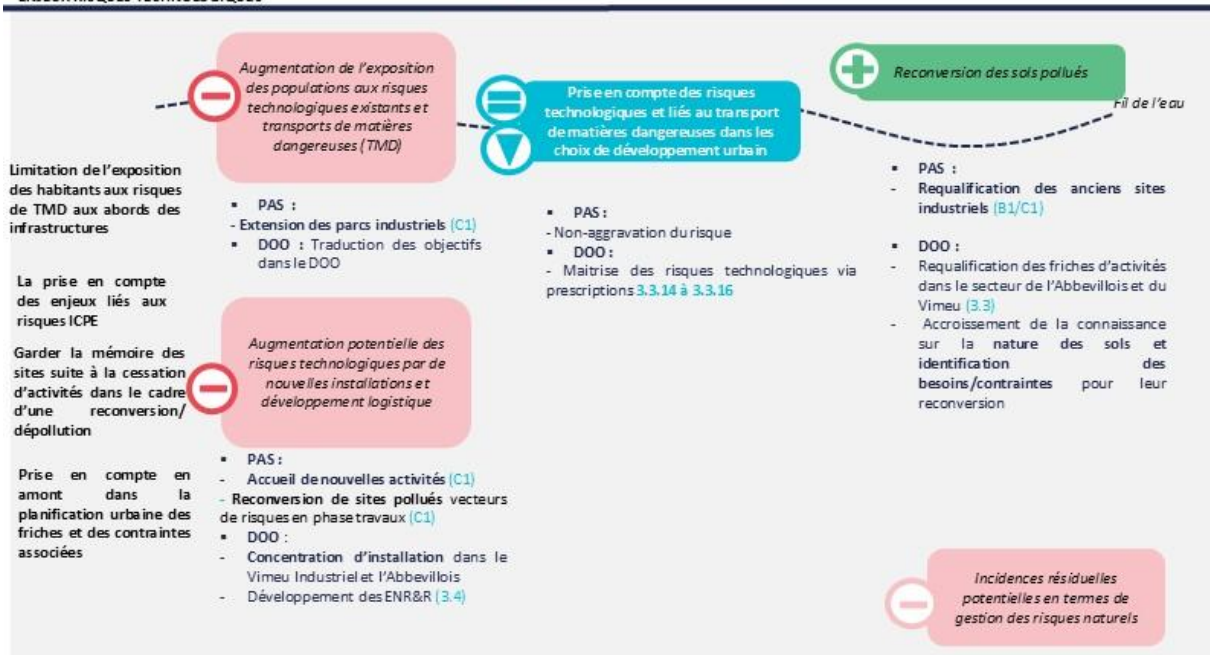 Augmentation de l'exposition
des populations aux risques
technologiques existants et
transports de matières
dangereuses (TMD)
Prise en compte des risques
technologiques et liés au transport
de matières dangereuses dans les
choix de développement urbain
Reconversion des sols pollués
Fil de l'eau
Limitation de l'exposition
des habitants aux risques
de TMD aux abords des
infrastructures
La prise en compte
des enjeux liés aux
risques ICPE
Garder la mémoire des
sites suite à la cessation
d'activités dans le cadre
d'une reconversion/
dépollution
Prise en compte en
amont dans la
planification urbaine des
friches et des contraintes
associées
▪ PAS :
- Extension des parcs industriels (C1)
▪ DOO : Traduction des objectifs
dans le DOO
Augmentation potentielle des
risques technologiques par de
nouvelles installations et
développement logistique
▪ PAS :
- Accueil de nouvelles activités (C1)
- Reconversion de sites pollués vecteurs
de risques en phase travaux (C1)
▪ DOO :
- Concentration d'installation dans le
Vimeu Industriel et l'Abbevillois
- Développement des ENR&R (3.4)
▪ PAS :
- Non-aggravation du risque
▪ DOO :
- Maitrise des risques technologiques via
prescriptions 3.3.14 à 3.3.16
▪ PAS :
- Requalification des anciens sites
industriels (B1/C1)
▪ DOO :
- Requalification des friches d'activités
dans le secteur de l'Abbevillois et du
Vimeu (3.3)
- Accroissement de la connaissance
sur la nature des sols et
identification des
besoins/contraintes pour leur
reconversion
Incidences résiduelles
potentielles en termes de
gestion des risques naturels